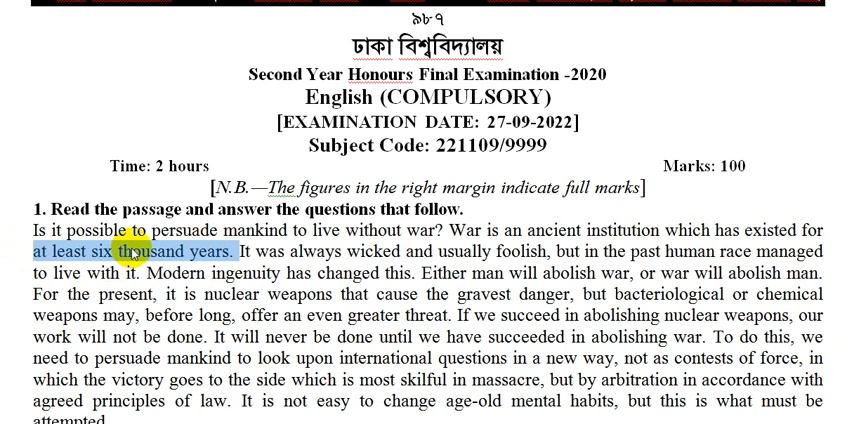 ৯৮৭
ঢাকা বিশ্ববিদ্যালয়
Second Year Honours Final Examination -2020
English (COMPULSORY)
[EXAMINATION DATE: 27-09-2022]
Subject Code: 221109/9999
Time: 2 hours Marks: 100
[N.B.—The figures in the right margin indicate full marks]
1. Read the passage and answer the questions that follow.
Is it possible to persuade mankind to live without war? War is an ancient institution which has existed for
at least six thousand years. It was always wicked and usually foolish, but in the past human race managed
to live with it. Modern ingenuity has changed this. Either man will abolish war, or war will abolish man.
For the present, it is nuclear weapons that cause the gravest danger, but bacteriological or chemical
weapons may, before long, offer an even greater threat. If we succeed in abolishing nuclear weapons, our
work will not be done. It will never be done until we have succeeded in abolishing war. To do this, we
need to persuade mankind to look upon international questions in a new way, not as contests of force, in
which the victory goes to the side which is most skilful in massacre, but by arbitration in accordance with
agreed principles of law. It is not easy to change age-old mental habits, but this is what must be
attempted.